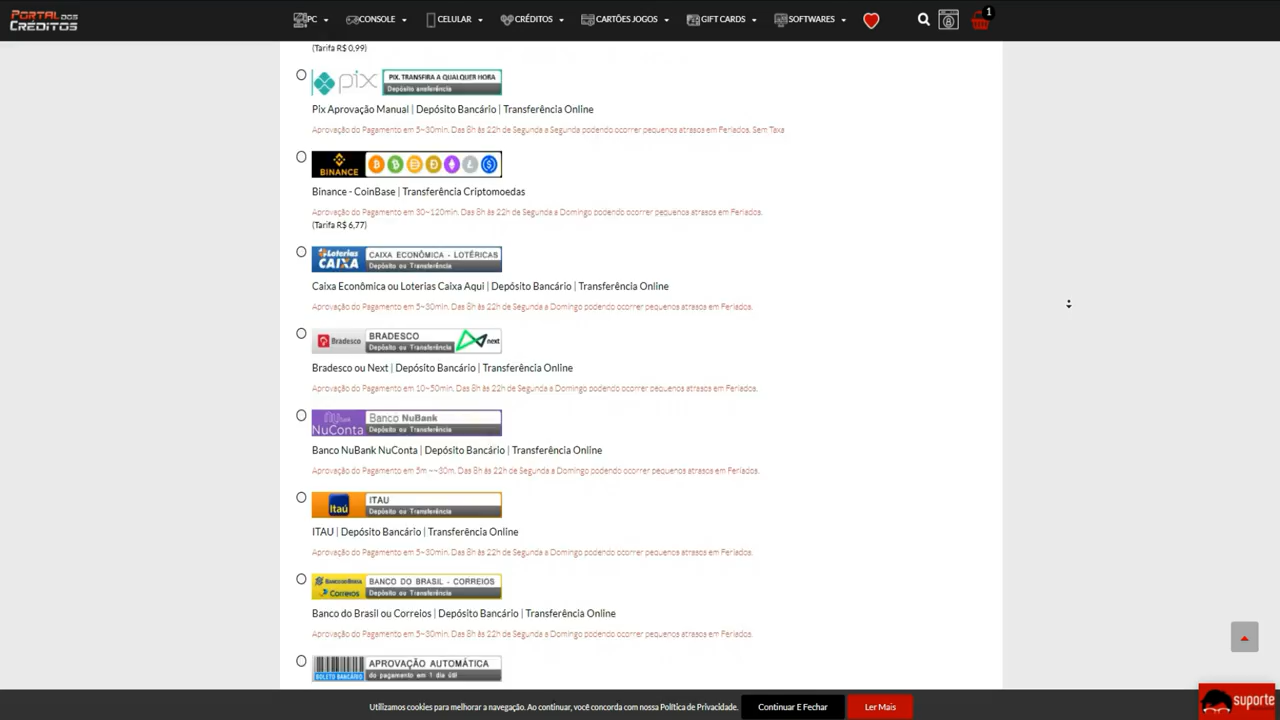 PORTAL DOS
CRÉDITOS
PC
CONSOLE
CELULAR
CRÉDITOS
CARTÕES JOGOS
GIFT CARDS
SOFTWARES
1
(Tarifa R$ 0,99)
pix
PIX. TRANSFIRA A QUALQUER HORA
Pix Aprovação Manual | Depósito Bancário | Transferência Online
Aprovação do Pagamento em 5~30min. Das 8h às 22h de Segunda a Segunda podendo ocorrer pequenos atrasos em Feriados. Sem Taxa
BINANCE
Binance - CoinBase | Transferência Criptomoedas
Aprovação do Pagamento em 30~120min. Das 8h às 22h de Segunda a Domingo podendo ocorrer pequenos atrasos em Feriados.
(Tarifa R$ 6,77)
Loterias
CAIXA
CAIXA ECONÔMICA - LOTÉRICAS
Depósito ou Transferência
Caixa Econômica ou Loterias Caixa Aqui | Depósito Bancário | Transferência Online
Aprovação do Pagamento em 5~30min. Das 8h às 22h de Segunda a Domingo podendo ocorrer pequenos atrasos em Feriados.
Bradesco
BRADESCO
Depósito ou Transferência
next
Bradesco ou Next | Depósito Bancário | Transferência Online
Aprovação do Pagamento em 10~50min. Das 8h às 22h de Segunda a Domingo podendo ocorrer pequenos atrasos em Feriados.
NuConta
Banco NuBank
Depósito ou Transferência
Banco NuBank NuConta | Depósito Bancário | Transferência Online
Aprovação do Pagamento em 5m ~~30m. Das 8h às 22h de Segunda a Domingo podendo ocorrer pequenos atrasos em Feriados.
Itaú
ITAU
Depósito ou Transferência
ITAU | Depósito Bancário | Transferência Online
Aprovação do Pagamento em 5~30min. Das 8h às 22h de Segunda a Domingo podendo ocorrer pequenos atrasos em Feriados.
BANCO DO BRASIL
Correios
BANCO DO BRASIL - CORREIOS
Depósito ou Transferência
Banco do Brasil ou Correios | Depósito Bancário | Transferência Online
Aprovação do Pagamento em 5~30min. Das 8h às 22h de Segunda a Domingo podendo ocorrer pequenos atrasos em Feriados.
BOLETO BANCÁRIO
APROVAÇÃO AUTOMÁTICA
do pagamento em 1 dia útil
Utilizamos cookies para melhorar a navegação. Ao continuar, você concorda com nossa Política de Privacidade.
Continuar E Fechar
Ler Mais
suporte